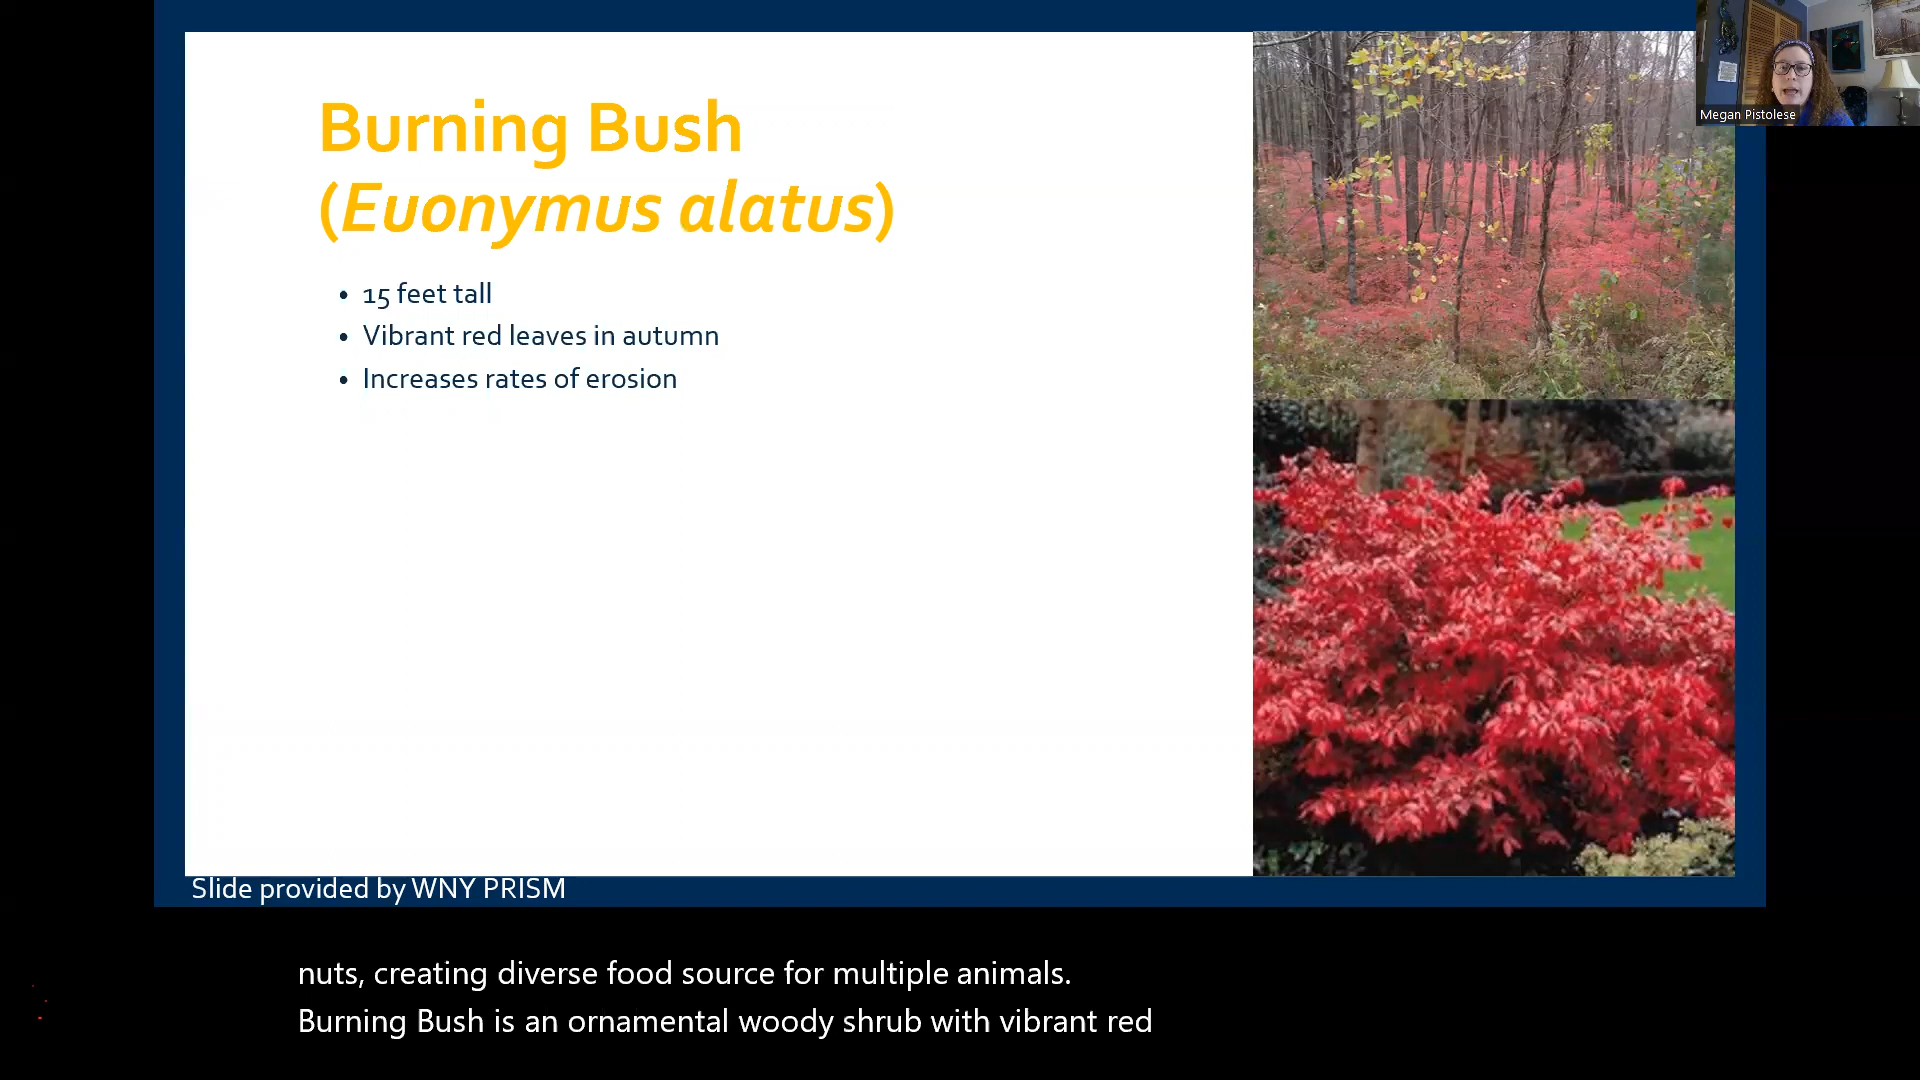 Burning Bush
(Euonymus alatus)
• 15 feet tall
• Vibrant red leaves in autumn
• Increases rates of erosion
Megan Pistolese
Slide provided by WNY PRISM
nuts, creating diverse food source for multiple animals.
Burning Bush is an ornamental woody shrub with vibrant red